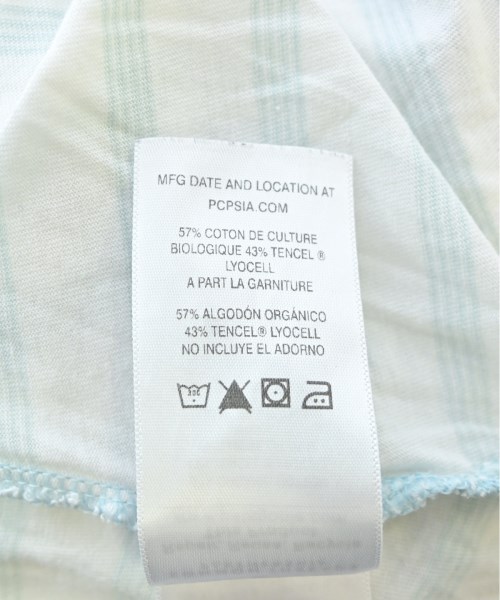 MFG DATE AND LOCATION AT
PCPSIA.COM
57% COTON DE CULTURE
BIOLOGIQUE 43% TENCEL ®
LYOCELL
A PART LA GARNITURE
57% ALGODÓN ORGÁNICO
43% TENCEL® LYOCELL
NO INCLUYE EL ADORNO